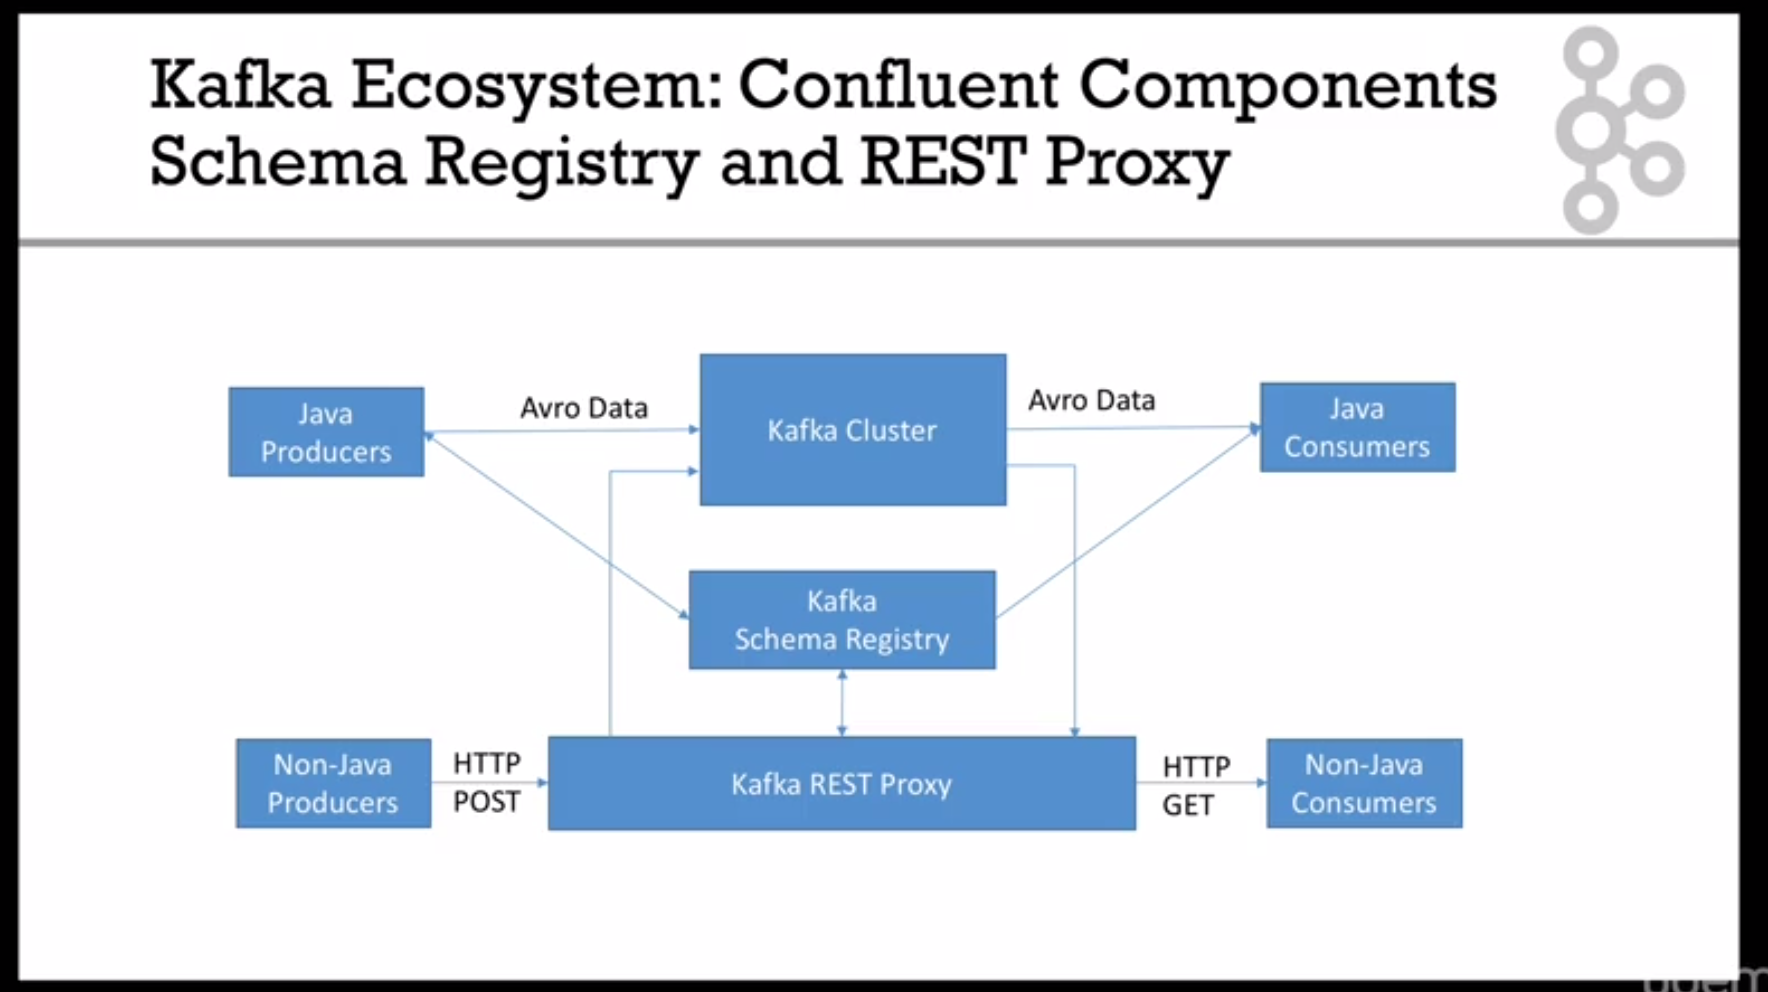 Kafka Ecosystem: Confluent Components
Schema Registry and REST Proxy
Java
Producers
Avro Data
Kafka Cluster
Avro Data
Java
Consumers
Kafka
Schema Registry
Non-Java
Producers
HTTP
POST
Kafka REST Proxy
HTTP
GET
Non-Java
Consumers